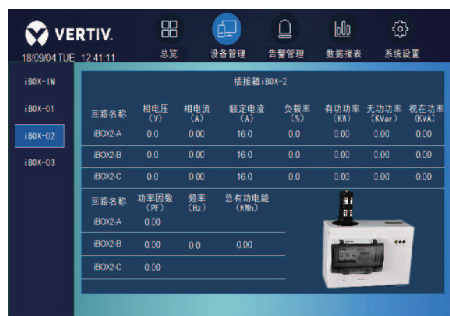 VERTIV.
18/09/04 TUE 12:41:11
总览 设备管理 告警管理 数据报表 系统设置
iBOX-IN
iBOX-01
iBOX-02
iBOX-03
插接箱iBOX-2
回路名称 相电压(V) 相电流(A) 额定电流(A) 负载率(%) 有功功率(KW) 无功功率(KVar) 视在功率(KVA)
iBOX2-A 0.0 0.00 16.0 0.0 0.00 0.00 0.00
iBOX2-B 0.0 0.00 16.0 0.0 0.00 0.00 0.00
iBOX2-C 0.0 0.00 16.0 0.0 0.00 0.00 0.00
回路名称 功率因数(PF) 频率(Hz) 总有功电能(KWh)
iBOX2-A 0.00
iBOX2-B 0.00 0.0 0.00
iBOX2-C 0.00